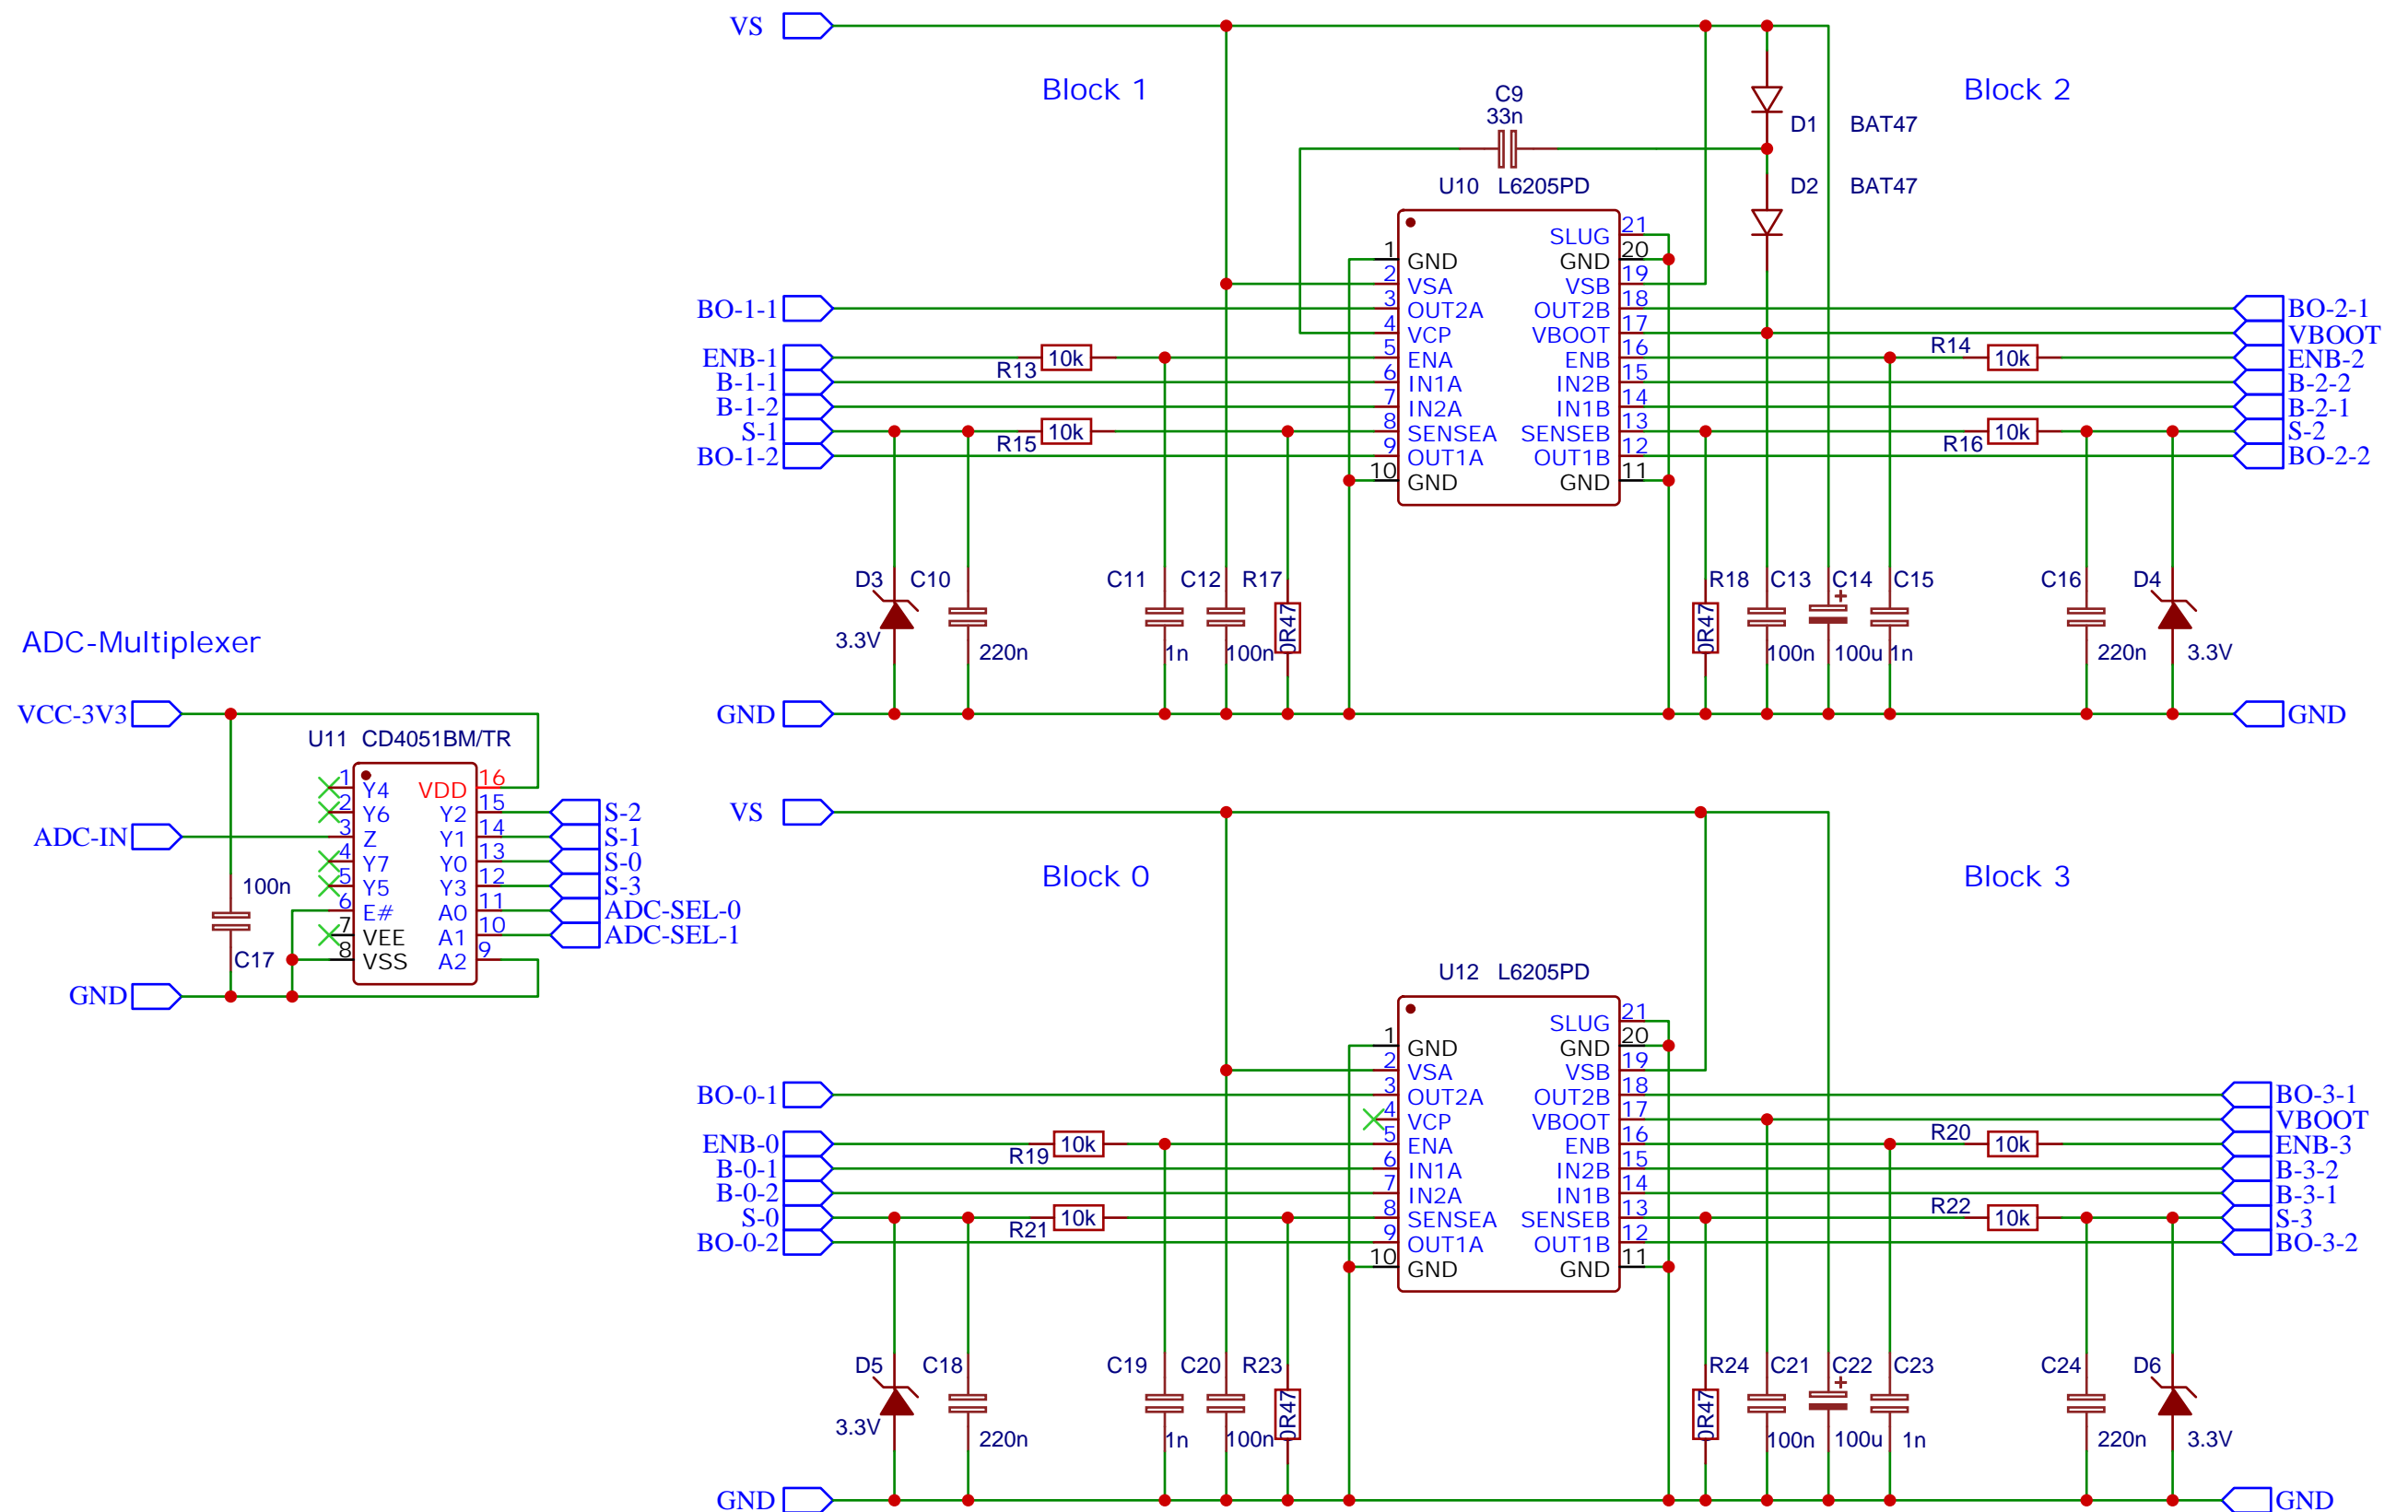 VS
Block 1
Block 2
C9
33n
D1 BAT47
D2 BAT47
U10 L6205PD
1 GND
2 VSA
3 OUT2A
4 VCP
5 ENA
6 IN1A
7 IN2A
8 SENSEA
9 OUT1A
10 GND
SLUG 21
GND 20
VSB 19
OUT2B 18
VBOOT 17
ENB 16
IN2B 15
IN1B 14
SENSEB 13
OUT1B 12
GND 11
BO-1-1
ENB-1
B-1-1
B-1-2
S-1
BO-1-2
R13 10k
R15 10k
R14 10k
R16 10k
BO-2-1
VBOOT
ENB-2
B-2-2
B-2-1
S-2
BO-2-2
D3 3.3V
C10 220n
C11 1n
C12 100n
R17 0R47
R18 0R47
C13 100n
C14 + 100u
C15 1n
C16 220n
D4 3.3V
GND
GND
ADC-Multiplexer
VCC-3V3
ADC-IN
GND
100n
C17
U11 CD4051BM/TR
1 Y4
2 Y6
3 Z
4 Y7
5 Y5
6 E#
7 VEE
8 VSS
VDD 16
Y2 15
Y1 14
Y0 13
Y3 12
A0 11
A1 10
A2 9
S-2
S-1
S-0
S-3
ADC-SEL-0
ADC-SEL-1
VS
Block 0
Block 3
U12 L6205PD
1 GND
2 VSA
3 OUT2A
4 VCP
5 ENA
6 IN1A
7 IN2A
8 SENSEA
9 OUT1A
10 GND
SLUG 21
GND 20
VSB 19
OUT2B 18
VBOOT 17
ENB 16
IN2B 15
IN1B 14
SENSEB 13
OUT1B 12
GND 11
BO-0-1
ENB-0
B-0-1
B-0-2
S-0
BO-0-2
R19 10k
R21 10k
R20 10k
R22 10k
BO-3-1
VBOOT
ENB-3
B-3-2
B-3-1
S-3
BO-3-2
D5 3.3V
C18 220n
C19 1n
C20 100n
R23 0R47
R24 0R47
C21 100n
C22 + 100u
C23 1n
C24 220n
D6 3.3V
GND
GND